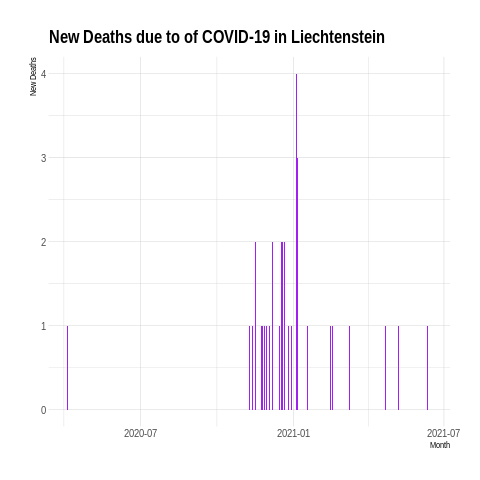 New Deaths due to of COVID-19 in Liechtenstein
New Deaths
4
3
2
1
0
2020-07
2021-01
2021-07
Month